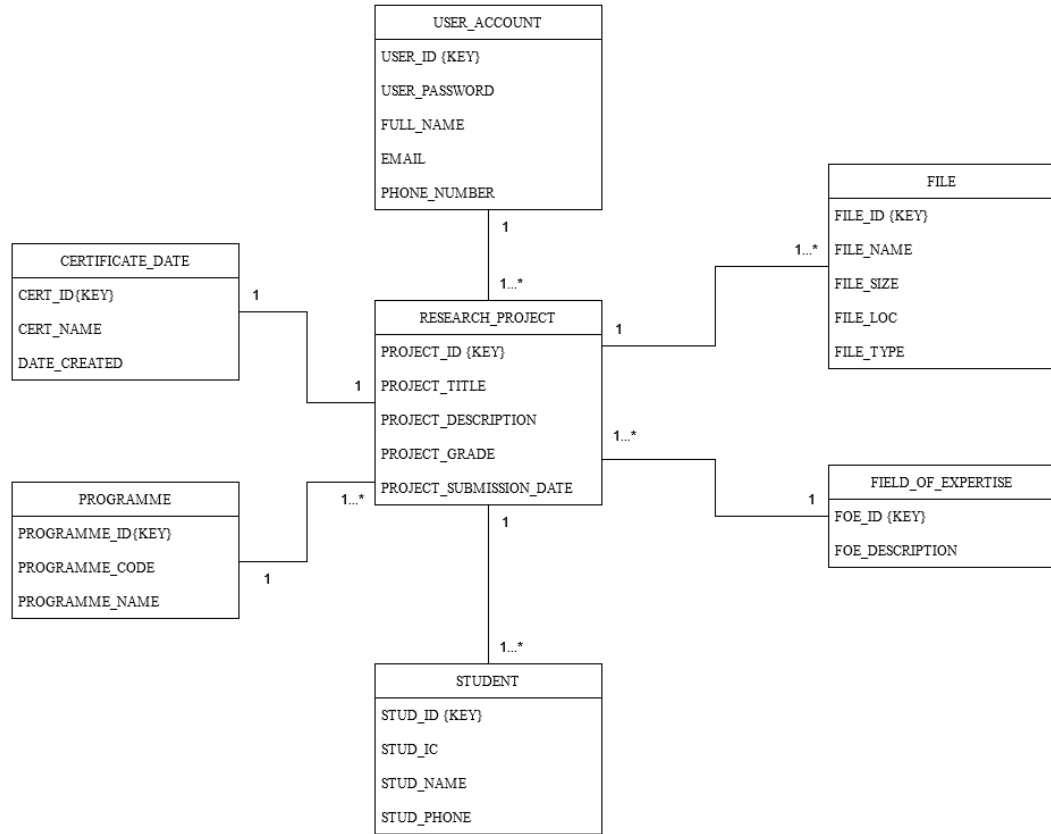 USER_ACCOUNT
USER_ID {KEY}
USER_PASSWORD
FULL_NAME
EMAIL
PHONE_NUMBER
1
1...*
FILE
FILE_ID {KEY}
FILE_NAME
FILE_SIZE
FILE_LOC
FILE_TYPE
1...*
1
CERTIFICATE_DATE
CERT_ID{KEY}
CERT_NAME
DATE_CREATED
1
1
RESEARCH_PROJECT
PROJECT_ID {KEY}
PROJECT_TITLE
PROJECT_DESCRIPTION
PROJECT_GRADE
PROJECT_SUBMISSION_DATE
1...*
1
FIELD_OF_EXPERTISE
FOE_ID {KEY}
FOE_DESCRIPTION
PROGRAMME
PROGRAMME_ID{KEY}
PROGRAMME_CODE
PROGRAMME_NAME
1...*
1
1
1...*
STUDENT
STUD_ID {KEY}
STUD_IC
STUD_NAME
STUD_PHONE